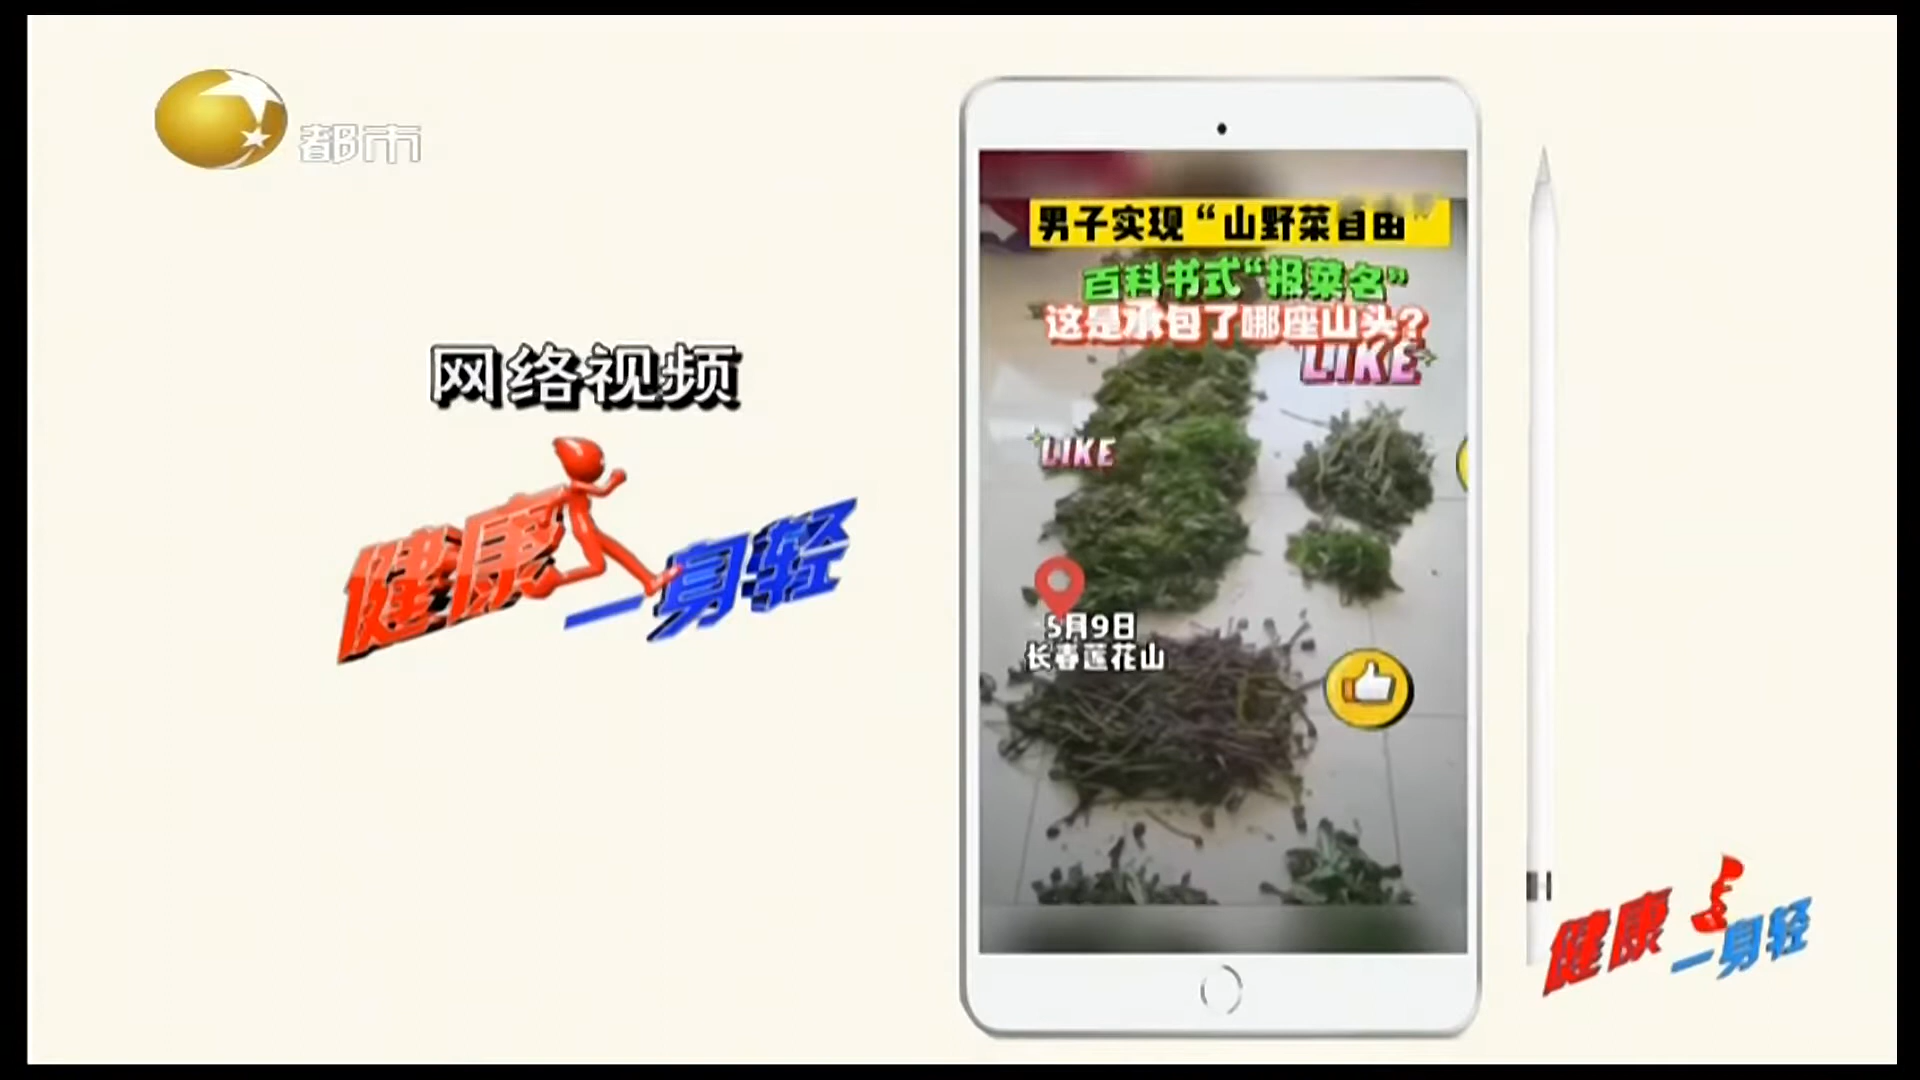 都市
网络视频
健康一身轻
男子实现“山野菜自由”
百科书式“报菜名”
这是承包了哪座山头？
LIKE
LIKE
5月9日
长春莲花山
健康一身轻